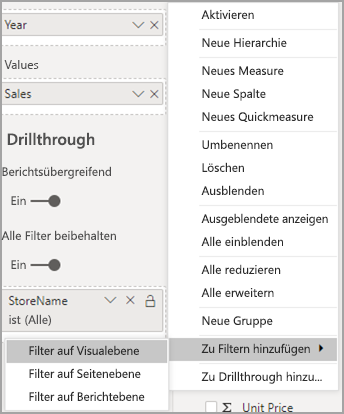 Year
Values
Sales
Drillthrough
Berichtsübergreifend
Ein
Alle Filter beibehalten
Ein
StoreName
ist (Alle)
Filter auf Visualebene
Filter auf Seitenebene
Filter auf Berichtebene
Aktivieren
Neue Hierarchie
Neues Measure
Neue Spalte
Neues Quickmeasure
Umbenennen
Löschen
Ausblenden
Ausgeblendete anzeigen
Alle einblenden
Alle reduzieren
Alle erweitern
Neue Gruppe
Zu Filtern hinzufügen
Zu Drillthrough hinzu...
Unit Price